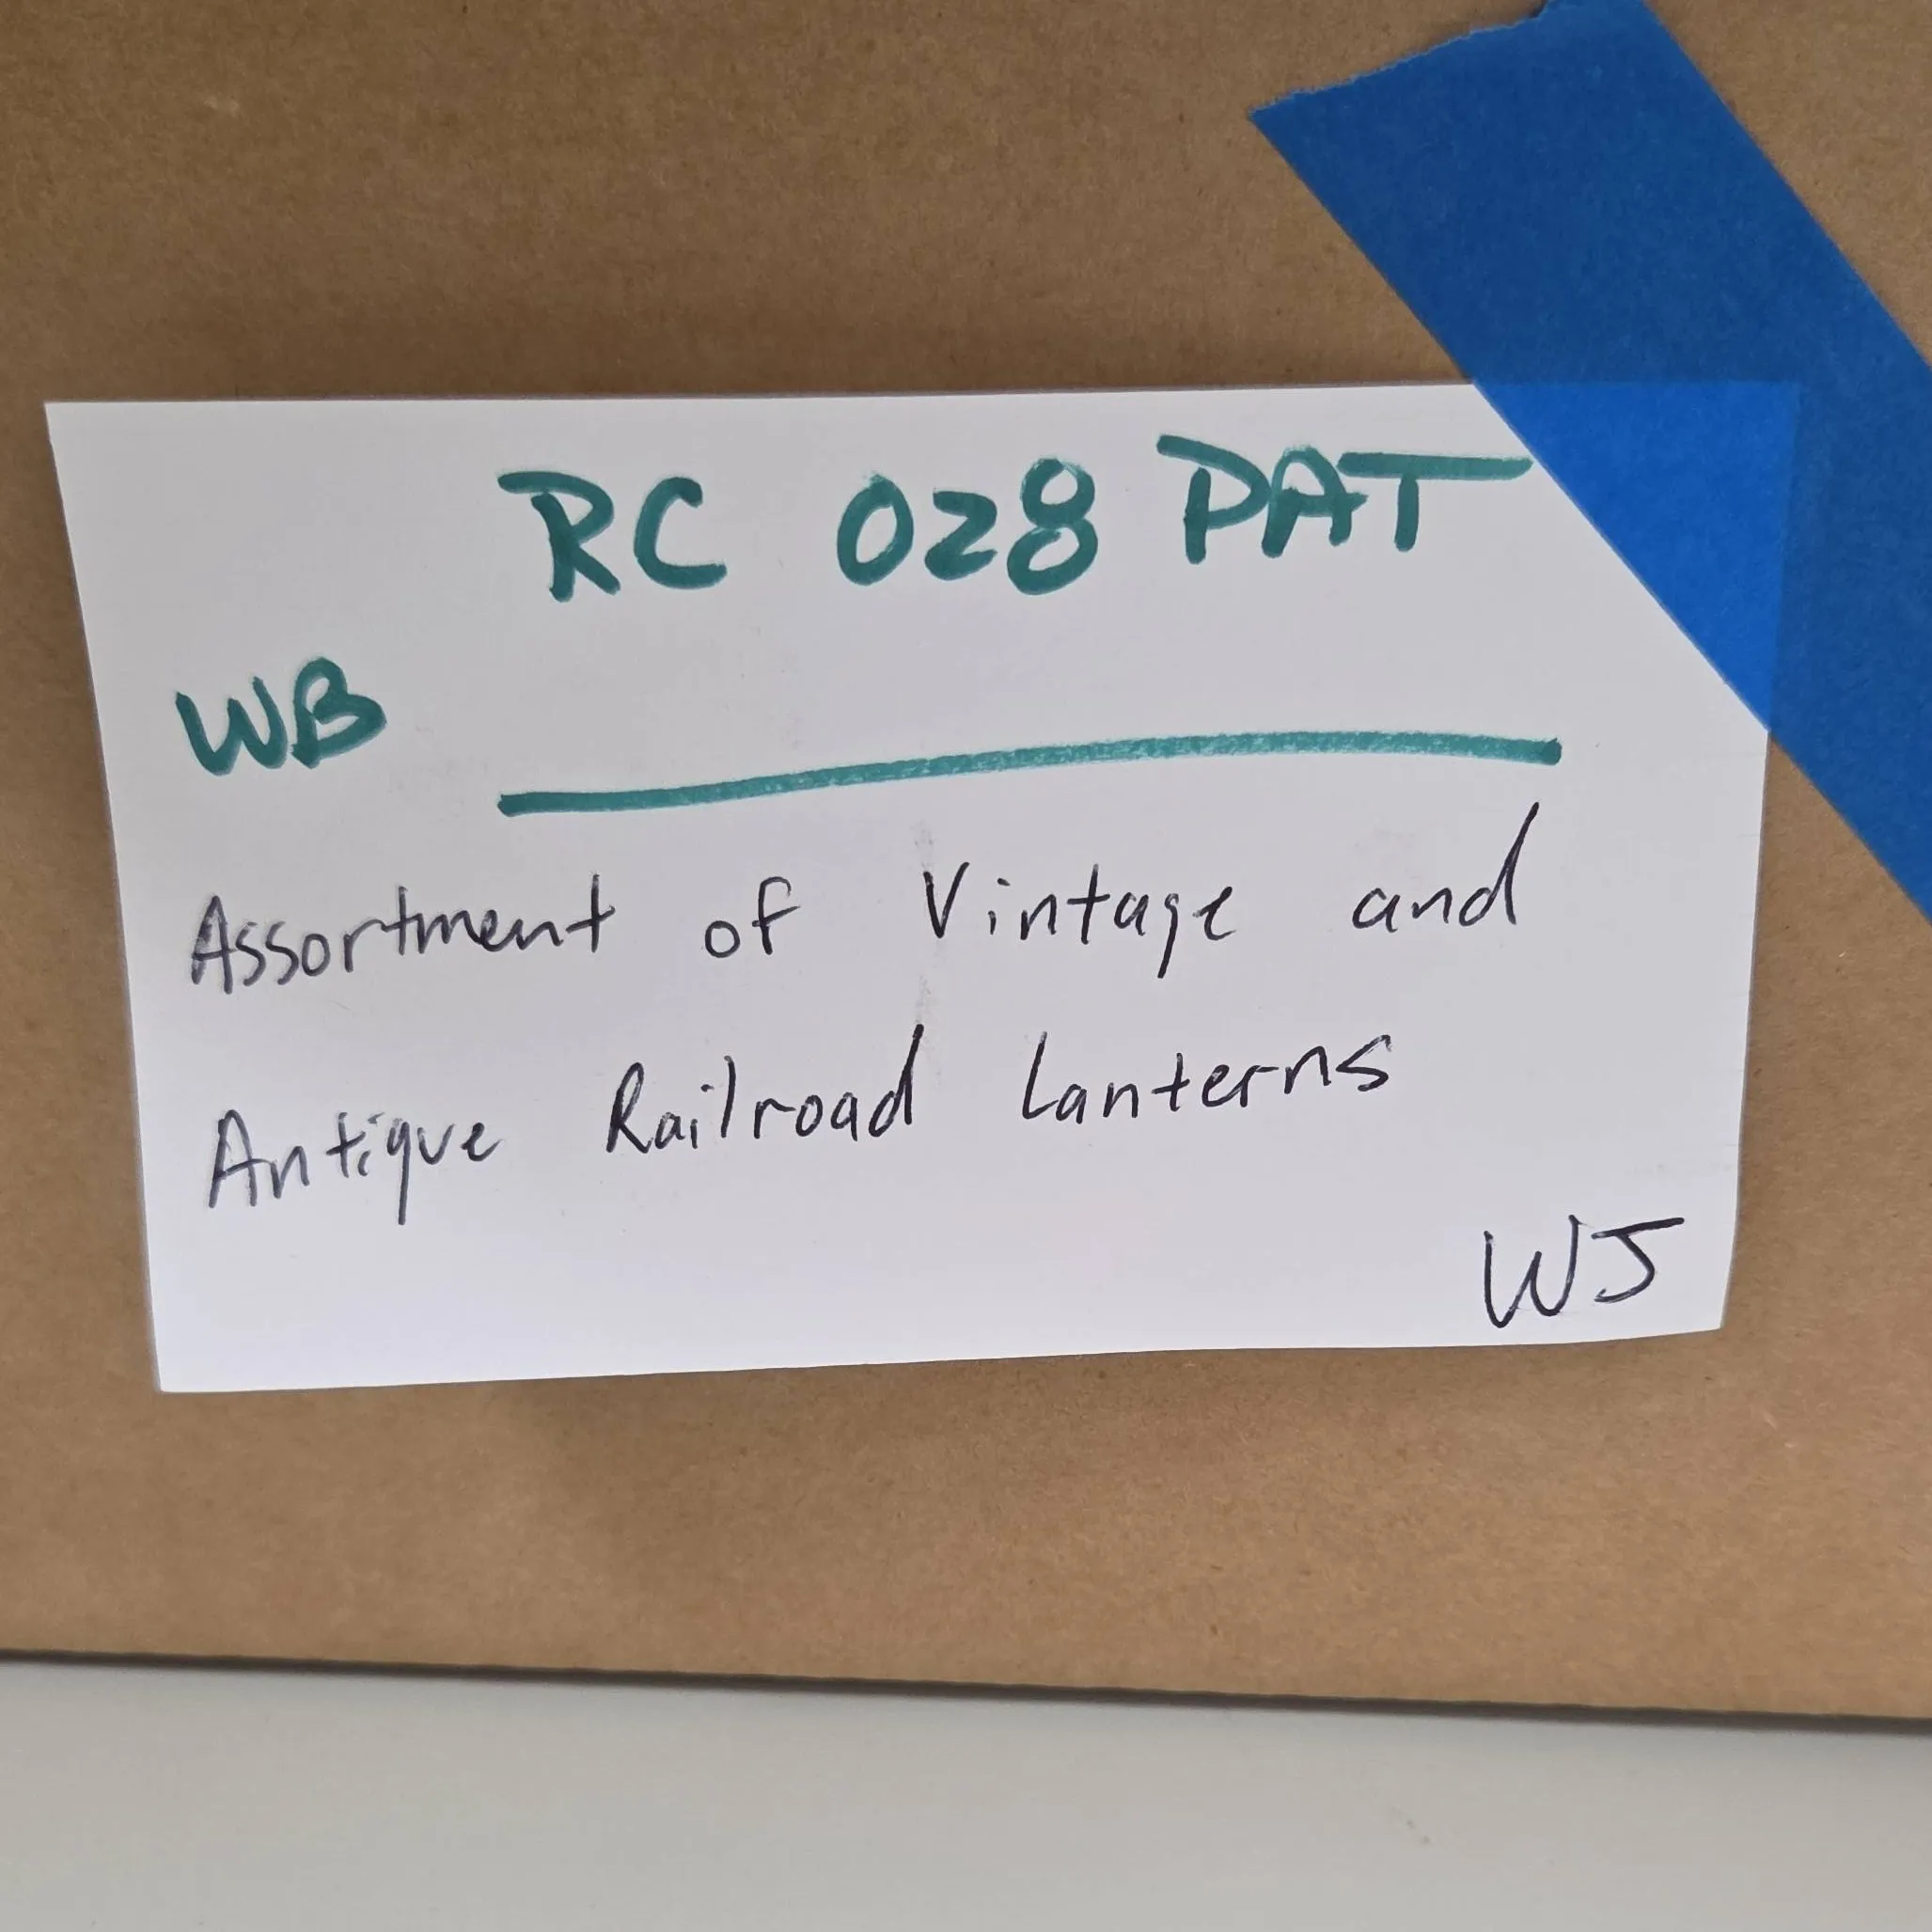 RC 028 PAT
WB
Assortment of Vintage and
Antique Railroad Lanterns
WJ